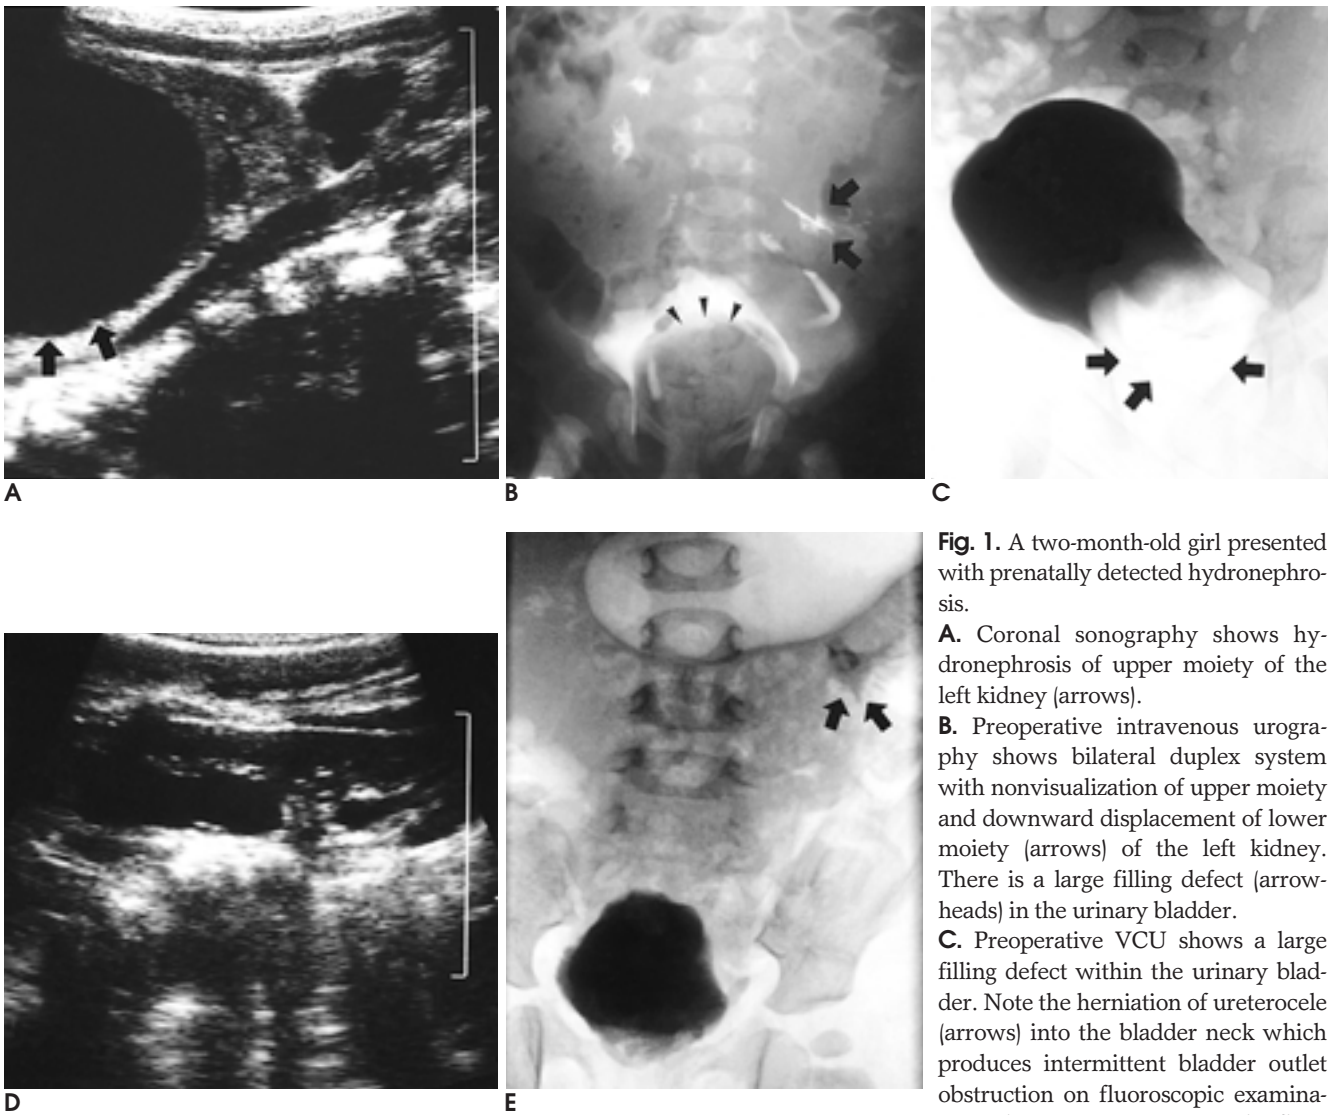 A
B
C
D
E
Fig. 1. A two-month-old girl presented
with prenatally detected hydronephro-
sis.
A. Coronal sonography shows hy-
dronephrosis of upper moiety of the
left kidney (arrows).
B. Preoperative intravenous urogra-
phy shows bilateral duplex system
with nonvisualization of upper moiety
and downward displacement of lower
moiety (arrows) of the left kidney.
There is a large filling defect (arrow-
heads) in the urinary bladder.
C. Preoperative VCU shows a large
filling defect within the urinary blad-
der. Note the herniation of ureterocele
(arrows) into the bladder neck which
produces intermittent bladder outlet
obstruction on fluoroscopic examina-